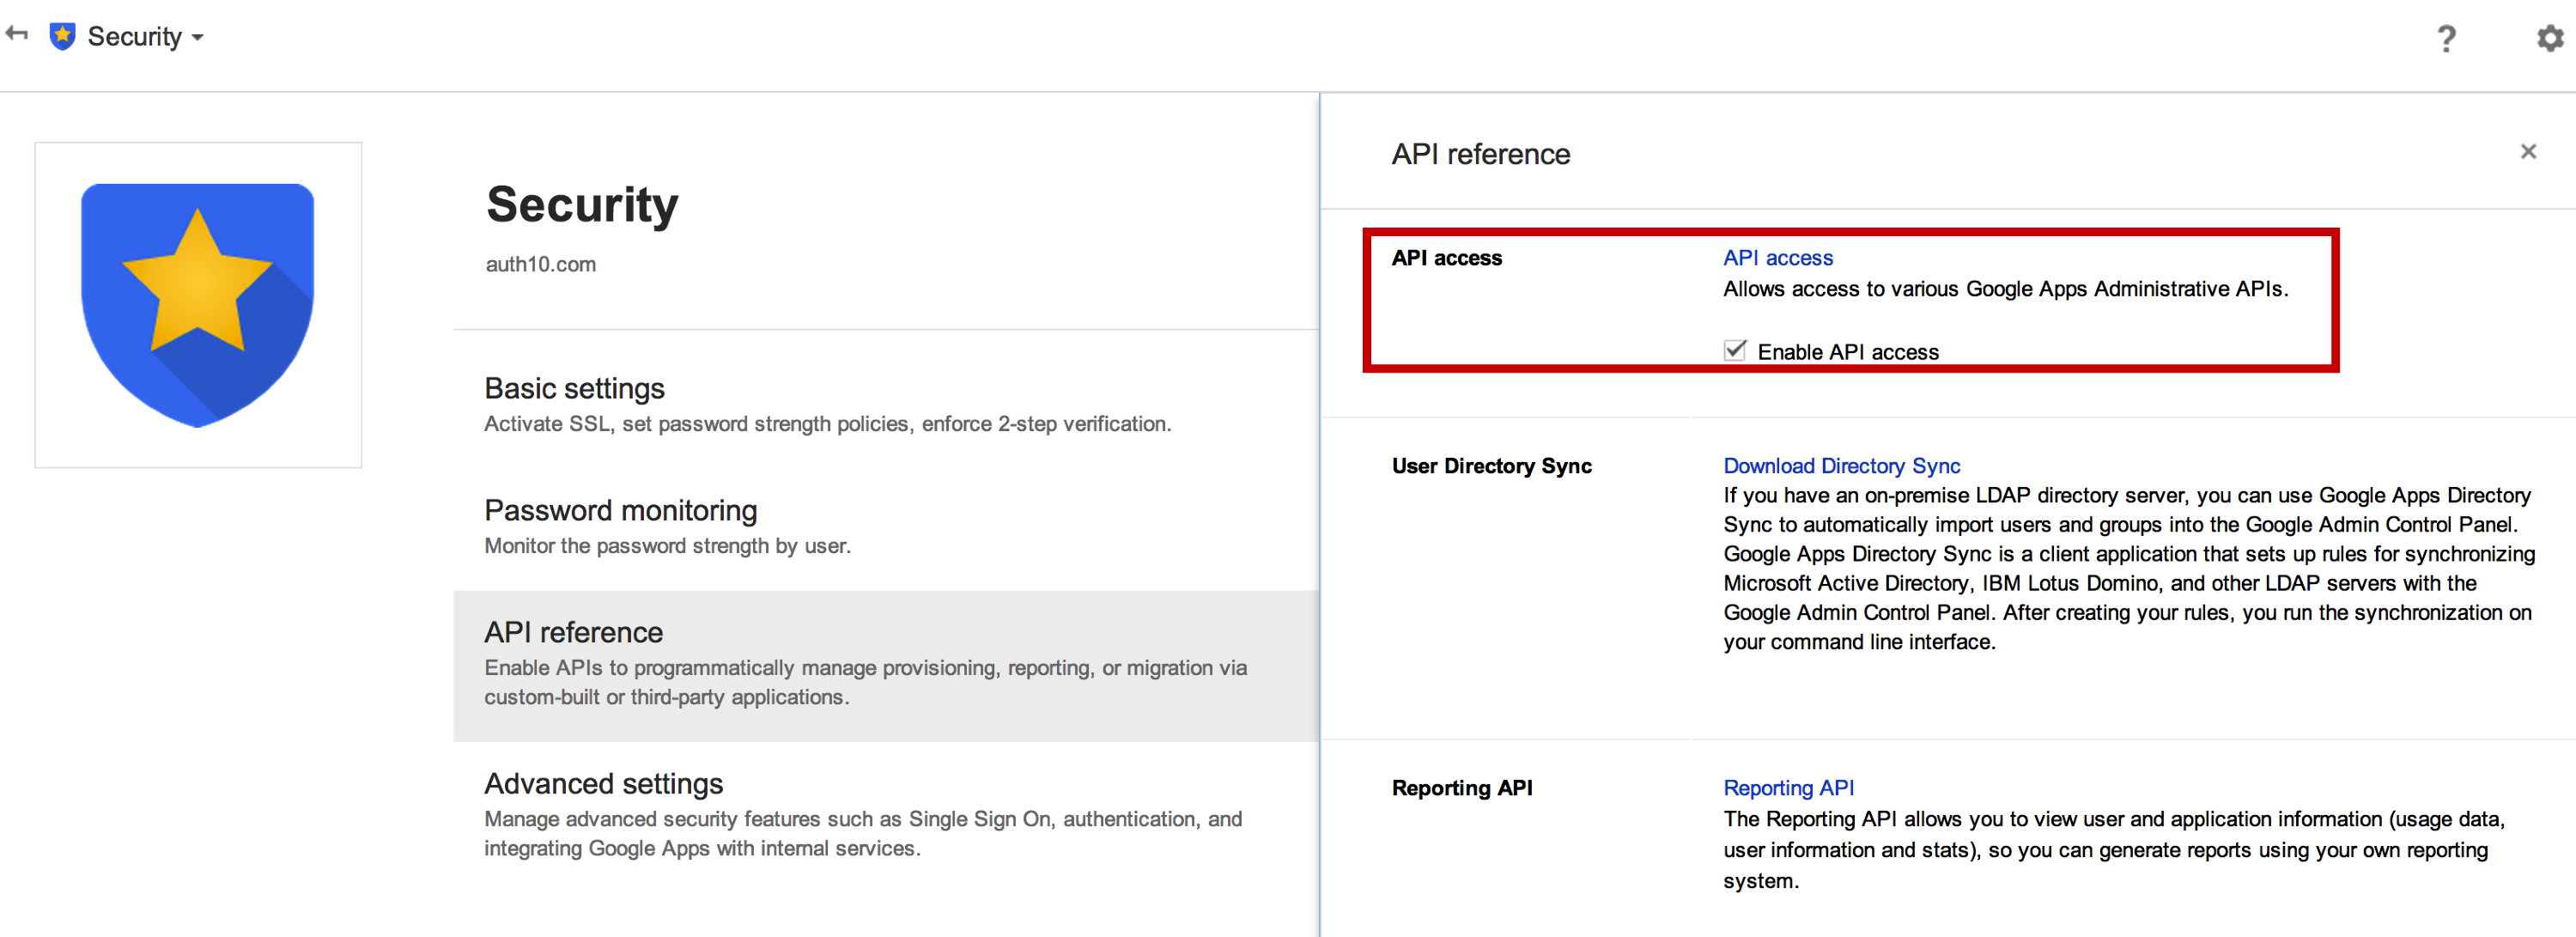 Security
?
Security
auth10.com
Basic settings
Activate SSL, set password strength policies, enforce 2-step verification.
Password monitoring
Monitor the password strength by user.
API reference
Enable APIs to programmatically manage provisioning, reporting, or migration via
custom-built or third-party applications.
Advanced settings
Manage advanced security features such as Single Sign On, authentication, and
integrating Google Apps with internal services.
API reference
API access
API access
Allows access to various Google Apps Administrative APIs.
Enable API access
User Directory Sync
Download Directory Sync
If you have an on-premise LDAP directory server, you can use Google Apps Directory
Sync to automatically import users and groups into the Google Admin Control Panel.
Google Apps Directory Sync is a client application that sets up rules for synchronizing
Microsoft Active Directory, IBM Lotus Domino, and other LDAP servers with the
Google Admin Control Panel. After creating your rules, you run the synchronization on
your command line interface.
Reporting API
Reporting API
The Reporting API allows you to view user and application information (usage data,
user information and stats), so you can generate reports using your own reporting
system.